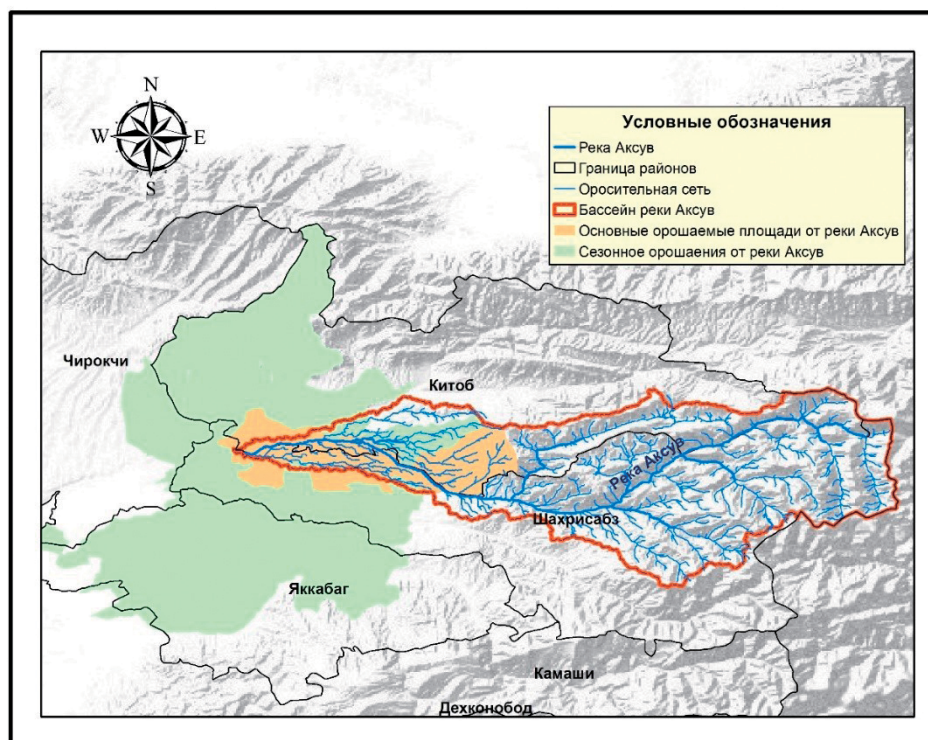 N
W E
S
Условные обозначения
Река Аксув
Граница районов
Оросительная сеть
Бассейн реки Аксув
Основные орошаемые площади от реки Аксув
Сезонное орошаения от реки Аксув
Чирокчи
Китоб
Река Аксув
Шахрисабз
Яккабаг
Камаши
Дехконобод